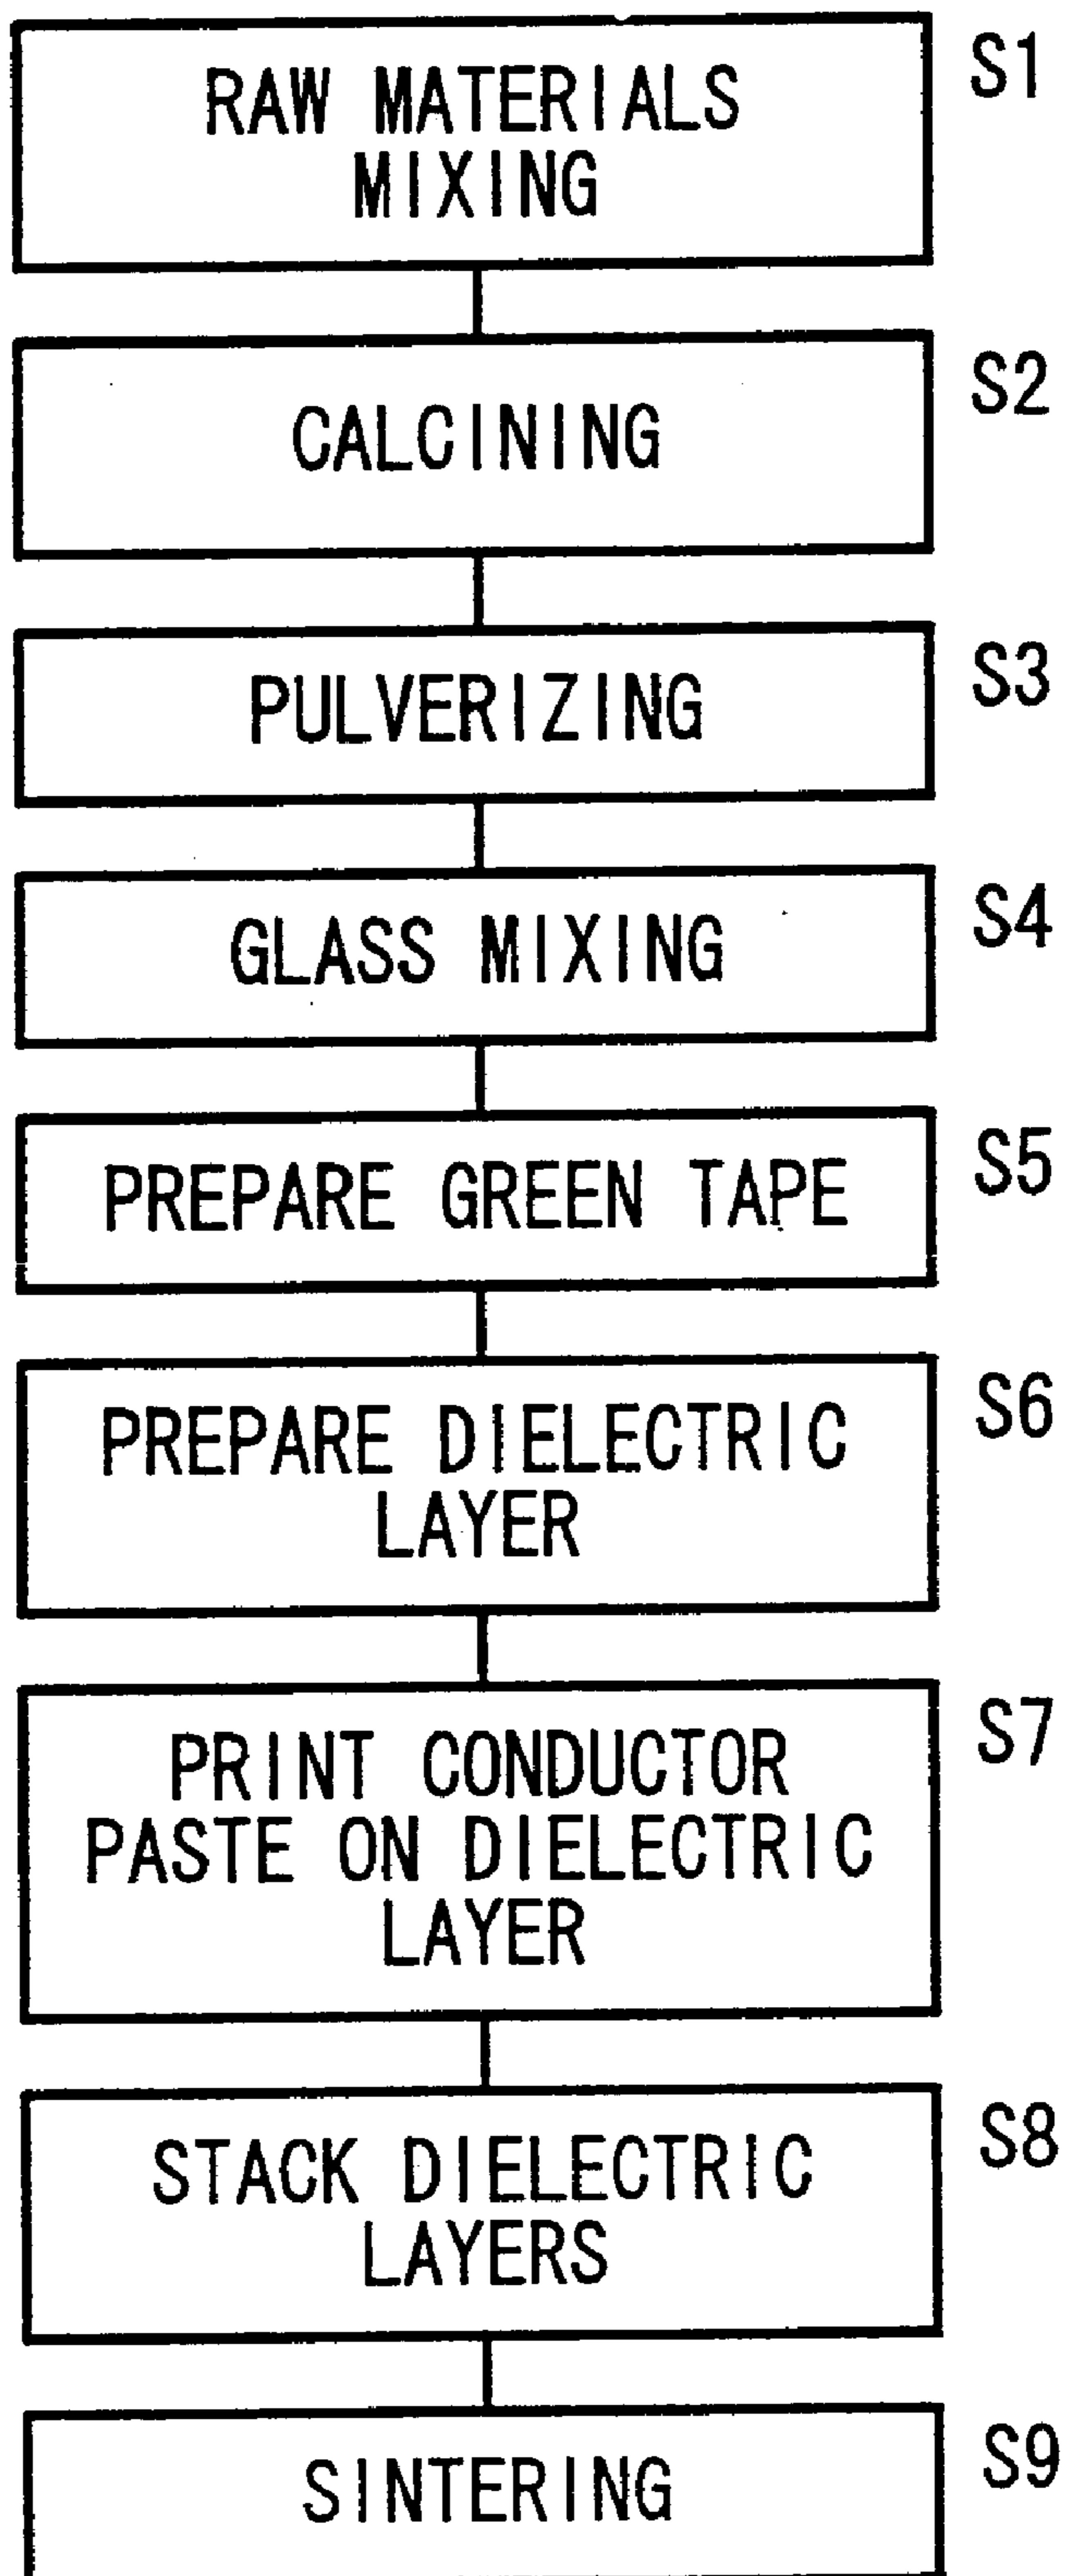 S1
RAW MATERIALS
MIXING
S2
CALCINING
S3
PULVERIZING
S4
GLASS MIXING
S5
PREPARE GREEN TAPE
S6
PREPARE DIELECTRIC
LAYER
S7
PRINT CONDUCTOR
PASTE ON DIELECTRIC
LAYER
S8
STACK DIELECTRIC
LAYERS
S9
SINTERING